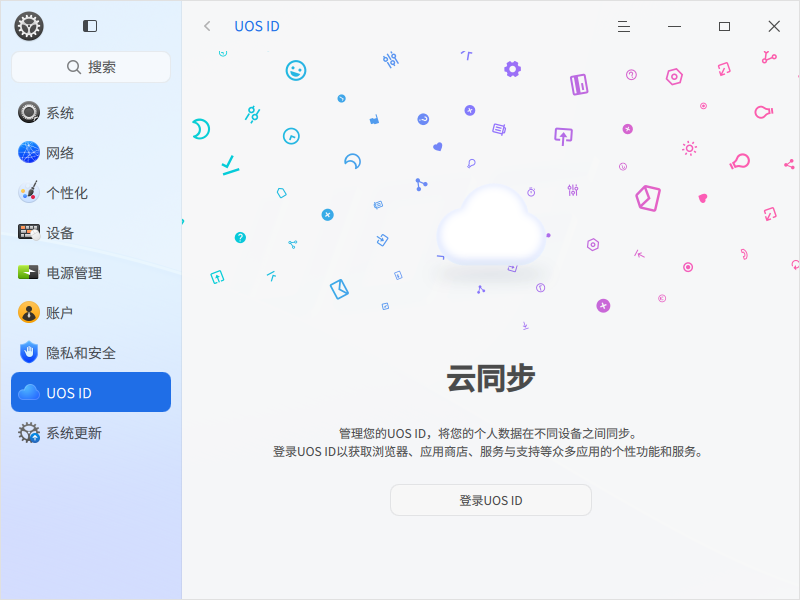 UOS ID
搜索
系统
网络
个性化
设备
电源管理
账户
隐私和安全
UOS ID
系统更新
云同步
管理您的UOS ID，将您的个人数据在不同设备之间同步。
登录UOS ID以获取浏览器、应用商店、服务与支持等众多应用的个性功能和服务。
登录UOS ID